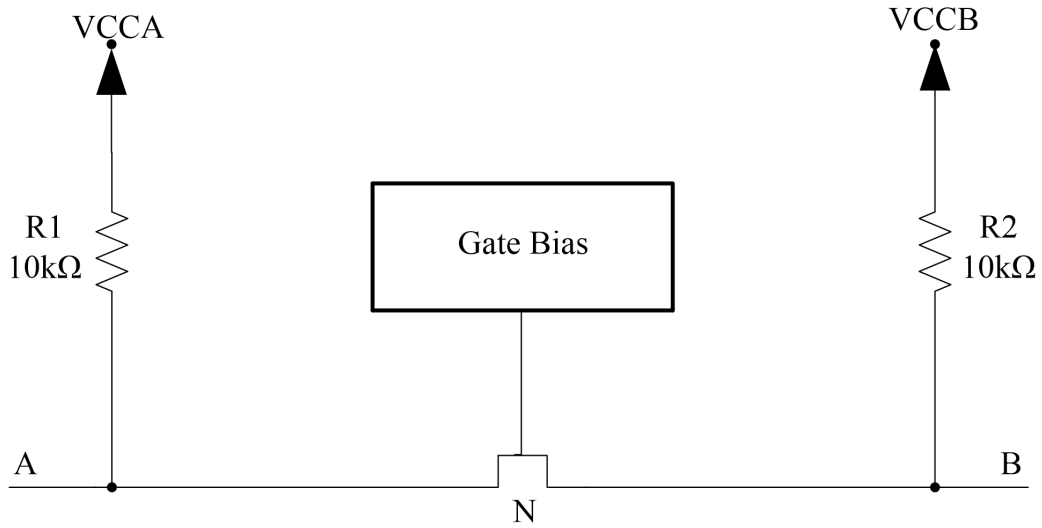 VCCA
VCCB
R1
10kΩ
Gate Bias
R2
10kΩ
A
N
B